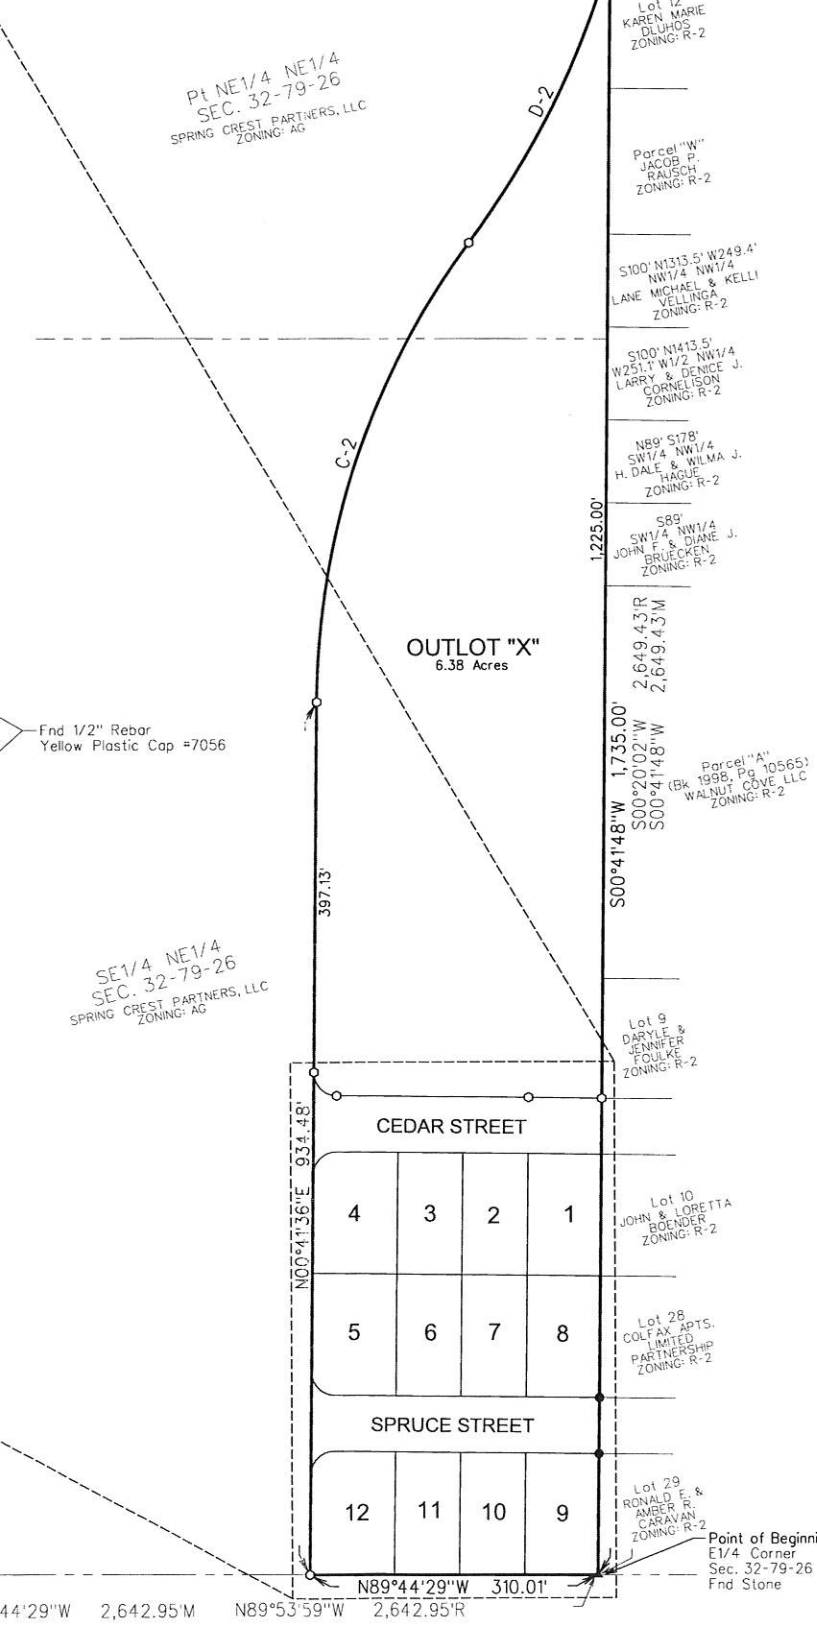 Lot 12
KAREN MARIE
DLUHOS
ZONING: R-2
Pt NE1/4 NE1/4
SEC. 32-79-26
SPRING CREST PARTNERS, LLC
ZONING: AG
D-2
Parcel "W"
JACOB P.
RAUSCH
ZONING: R-2
S100' N1313.5' W249.4'
NW1/4 NW1/4
LANE MICHAEL & KELLI
VELLINGA
ZONING: R-2
S100' N1413.5'
W251.1' W1/2 NW1/4
LARRY & DENICE J.
CORNELISON
ZONING: R-2
C-2
N89' S178'
SW1/4 NW1/4
H. DALE & WILMA J.
HAGUE
ZONING: R-2
1,225.00'
S89'
SW1/4 NW1/4
JOHN F. & DIANE J.
BRUECKEN
ZONING: R-2
OUTLOT "X"
6.38 Acres
S00°41'48"W 1,735.00'
S00°20'02"W 2,649.43'R
S00°41'48"W 2,649.43'M
Fnd 1/2" Rebar
Yellow Plastic Cap #7056
Parcel "A"
(Bk 1998, Pg 10565)
WALNUT COVE LLC
ZONING: R-2
397.13'
SE1/4 NE1/4
SEC. 32-79-26
SPRING CREST PARTNERS, LLC
ZONING: AG
Lot 9
DARYLE &
JENNIFER
FOULKE
ZONING: R-2
N00°41'36"E 934.48'
CEDAR STREET
4 3 2 1
Lot 10
JOHN & LORETTA
BOENDER
ZONING: R-2
5 6 7 8
Lot 28
COLFAX APTS.
LIMITED
PARTNERSHIP
ZONING: R-2
SPRUCE STREET
12 11 10 9
Lot 29
RONALD E. &
AMBER R.
CARAVAN
ZONING: R-2
Point of Beginni
E1/4 Corner
Sec. 32-79-26
Fnd Stone
N89°44'29"W 310.01'
44'29"W 2,642.95'M N89°53'59"W 2,642.95'R